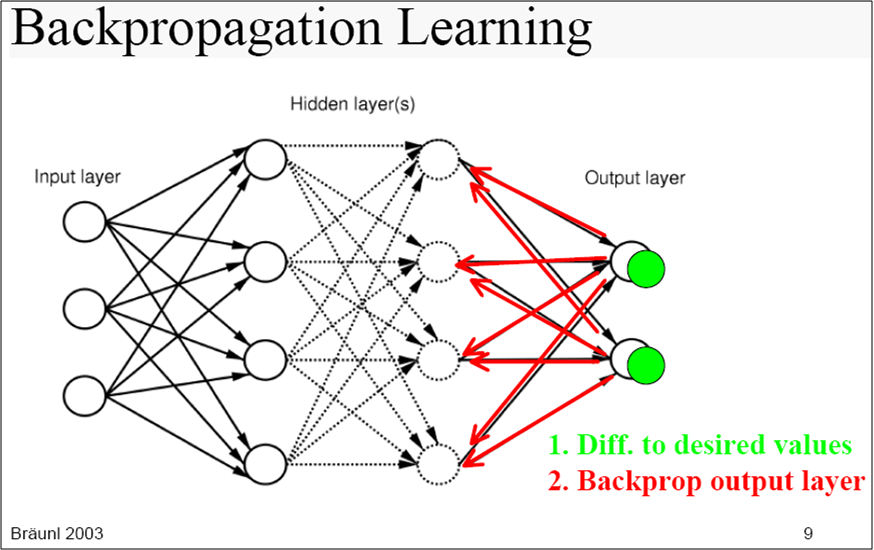 Backpropagation Learning
Hidden layer(s)
Input layer
Output layer
1. Diff. to desired values
2. Backprop output layer
Bräunl 2003
9